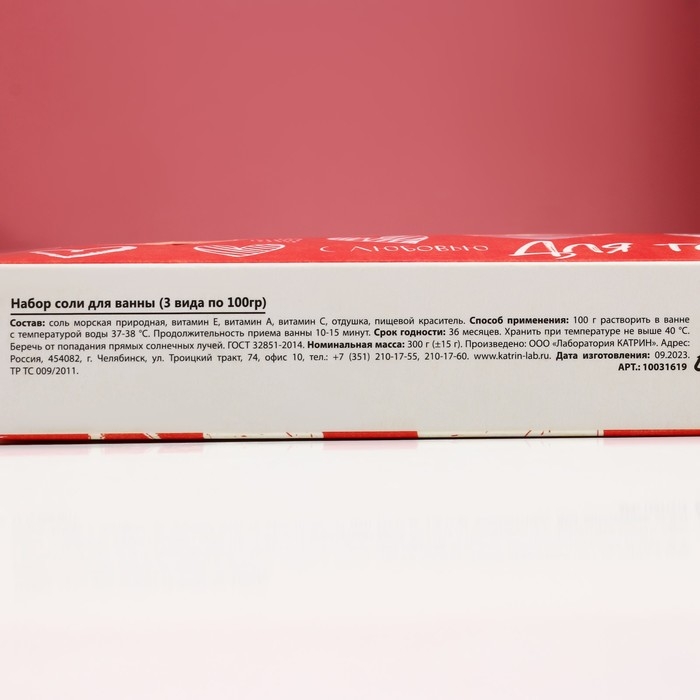 с любовью Для т
Набор соли для ванны (3 вида по 100гр)
Состав: соль морская природная, витамин Е, витамин А, витамин С, отдушка, пищевой краситель. Способ применения: 100 г растворить в ванне
с температурой воды 37-38 °С. Продолжительность приема ванны 10-15 минут. Срок годности: 36 месяцев. Хранить при температуре не выше 40 °С.
Беречь от попадания прямых солнечных лучей. ГОСТ 32851-2014. Номинальная масса: 300 г (±15 г). Произведено: ООО «Лаборатория КАТРИН». Адрес:
Россия, 454082, г. Челябинск, ул. Троицкий тракт, 74, офис 10, тел.: +7 (351) 210-17-55, 210-17-60. www.katrin-lab.ru. Дата изготовления: 09.2023.
ТР ТС 009/2011. АРТ.: 10031619